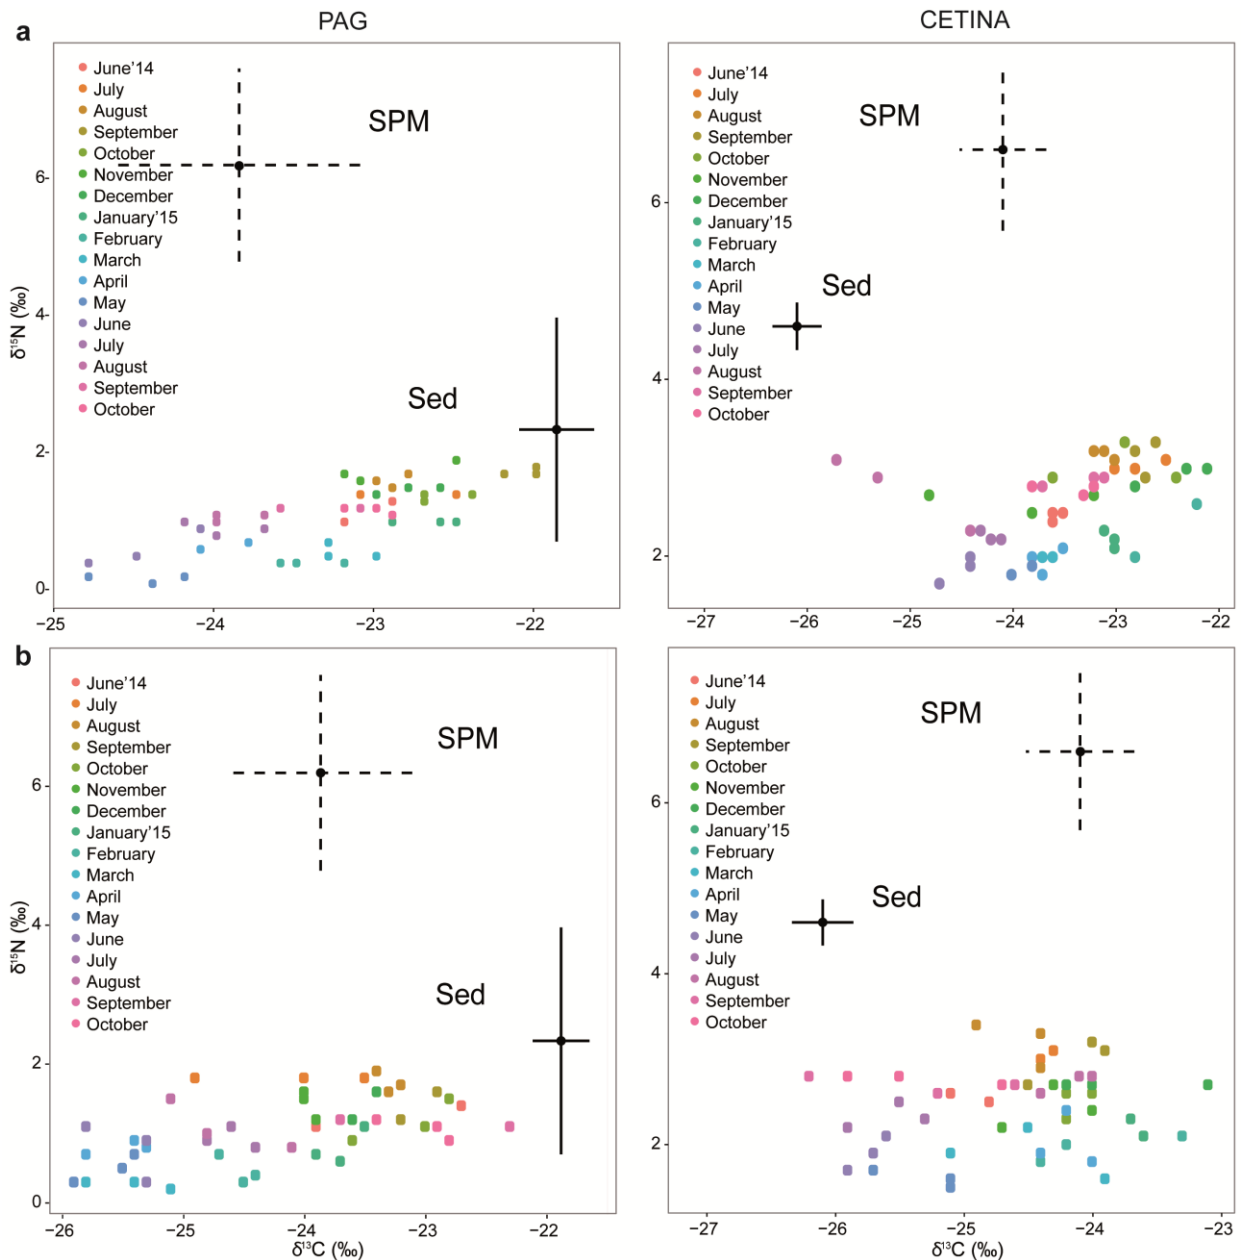 PAG
CETINA
a
June'14
July
August
September
October
November
December
January'15
February
March
April
May
June
July
August
September
October
SPM
Sed
δ¹⁵N (‰)
6
4
2
0
−25
−24
−23
−22
June'14
July
August
September
October
November
December
January'15
February
March
April
May
June
July
August
September
October
SPM
Sed
6
4
2
−27
−26
−25
−24
−23
−22
b
June'14
July
August
September
October
November
December
January'15
February
March
April
May
June
July
August
September
October
SPM
Sed
δ¹⁵N (‰)
6
4
2
0
−26
−25
−24
−23
−22
δ¹³C (‰)
June'14
July
August
September
October
November
December
January'15
February
March
April
May
June
July
August
September
October
SPM
Sed
6
4
2
−27
−26
−25
−24
−23
δ¹³C (‰)